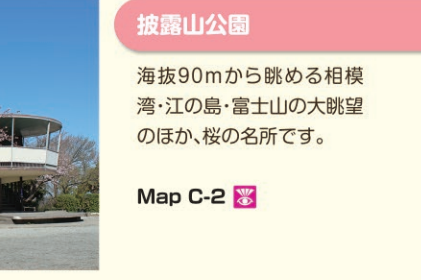 披露山公園
海抜90mから眺める相模
湾・江の島・富士山の大眺望
のほか、桜の名所です。
Map C-2